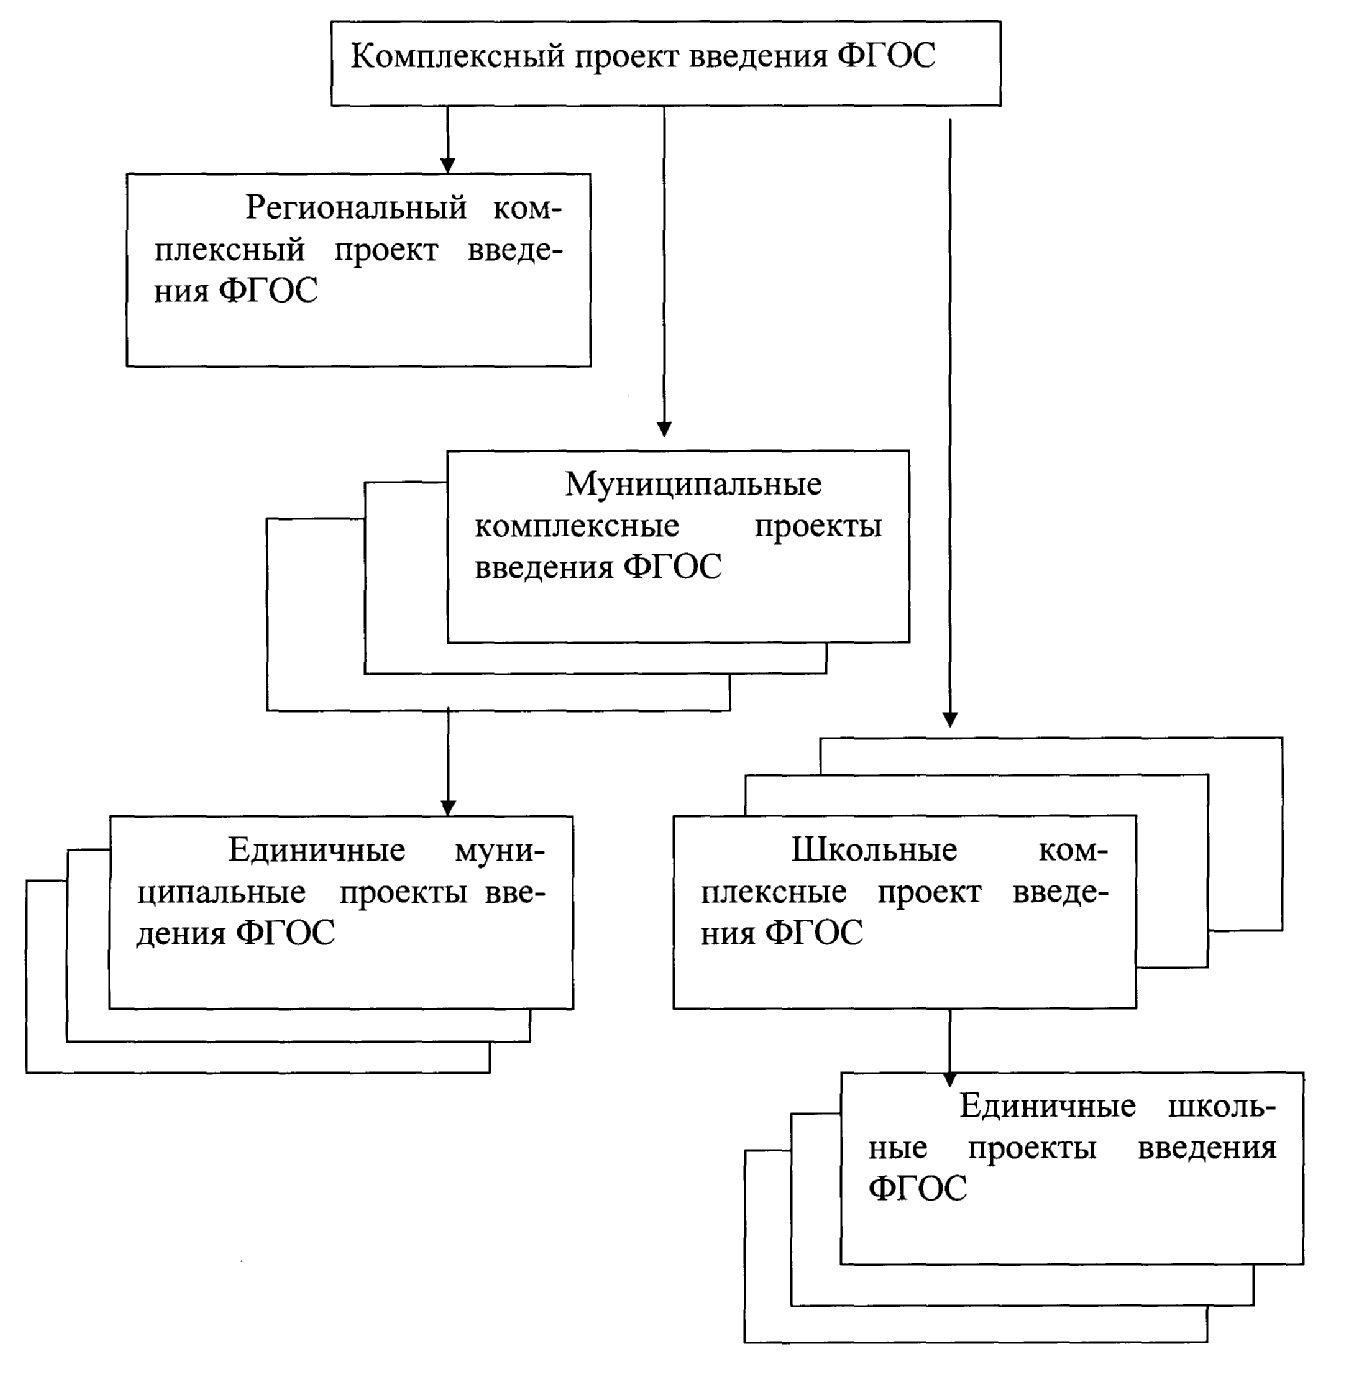 Комплексный проект введения ФГОС
Региональный ком-
плексный проект введе-
ния ФГОС
Муниципальные
комплексные проекты
введения ФГОС
Единичные муни-
ципальные проекты вве-
дения ФГОС
Школьные ком-
плексные проект введе-
ния ФГОС
Единичные школь-
ные проекты введения
ФГОС